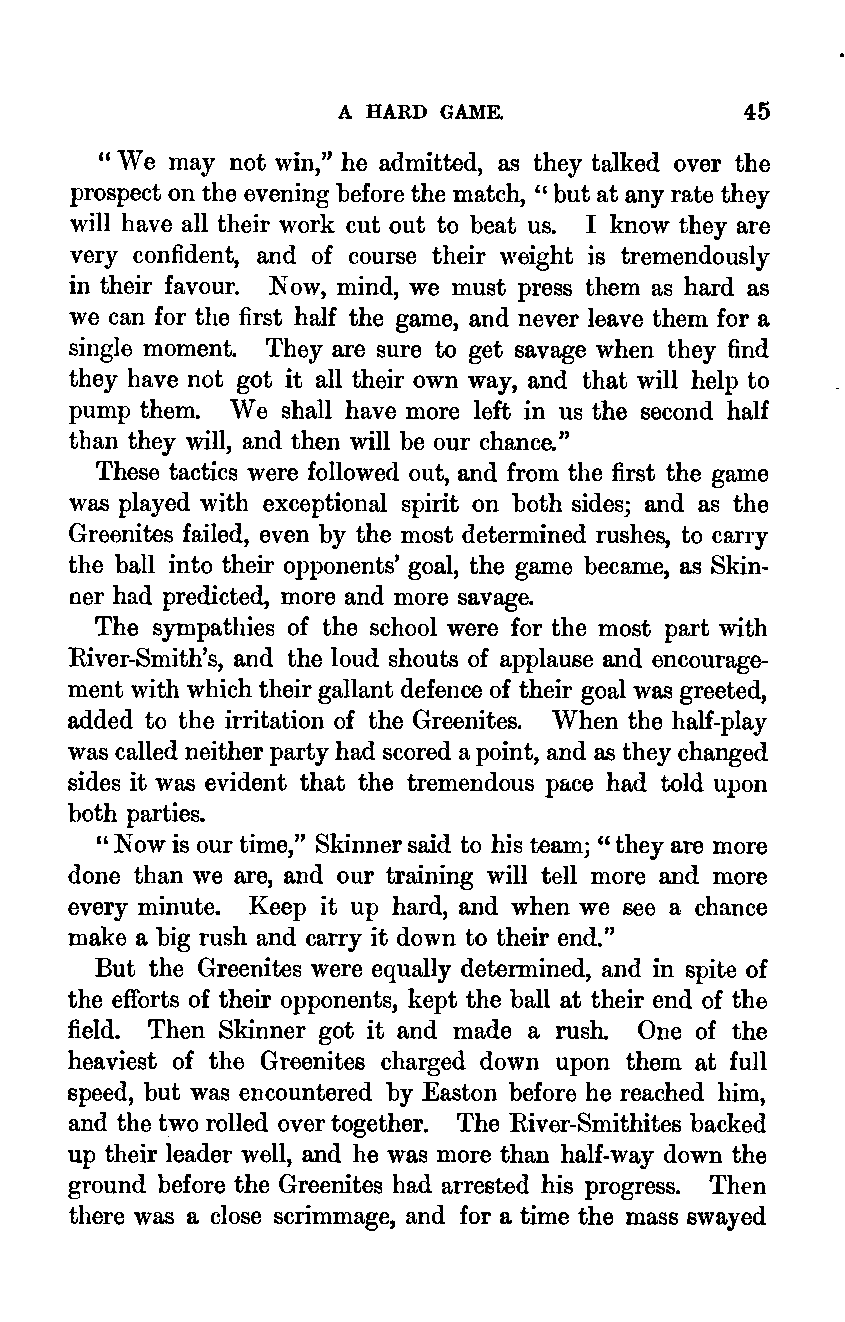 A HARD GAME. 45
“We may not win,” he admitted, as they talked over the
prospect on the evening before the match, “but at any rate they
will have all their work cut out to beat us. I know they are
very confident, and of course their weight is tremendously
in their favour. Now, mind, we must press them as hard as
we can for the first half the game, and never leave them for a
single moment. They are sure to get savage when they find
they have not got it all their own way, and that will help to
pump them. We shall have more left in us the second half
than they will, and then will be our chance.”
These tactics were followed out, and from the first the game
was played with exceptional spirit on both sides; and as the
Greenites failed, even by the most determined rushes, to carry
the ball into their opponents’ goal, the game became, as Skin-
ner had predicted, more and more savage.
The sympathies of the school were for the most part with
River-Smith’s, and the loud shouts of applause and encourage-
ment with which their gallant defence of their goal was greeted,
added to the irritation of the Greenites. When the half-play
was called neither party had scored a point, and as they changed
sides it was evident that the tremendous pace had told upon
both parties.
“Now is our time,” Skinner said to his team; “they are more
done than we are, and our training will tell more and more
every minute. Keep it up hard, and when we see a chance
make a big rush and carry it down to their end.”
But the Greenites were equally determined, and in spite of
the efforts of their opponents, kept the ball at their end of the
field. Then Skinner got it and made a rush. One of the
heaviest of the Greenites charged down upon them at full
speed, but was encountered by Easton before he reached him,
and the two rolled over together. The River-Smithites backed
up their leader well, and he was more than half-way down the
ground before the Greenites had arrested his progress. Then
there was a close scrimmage, and for a time the mass swayed